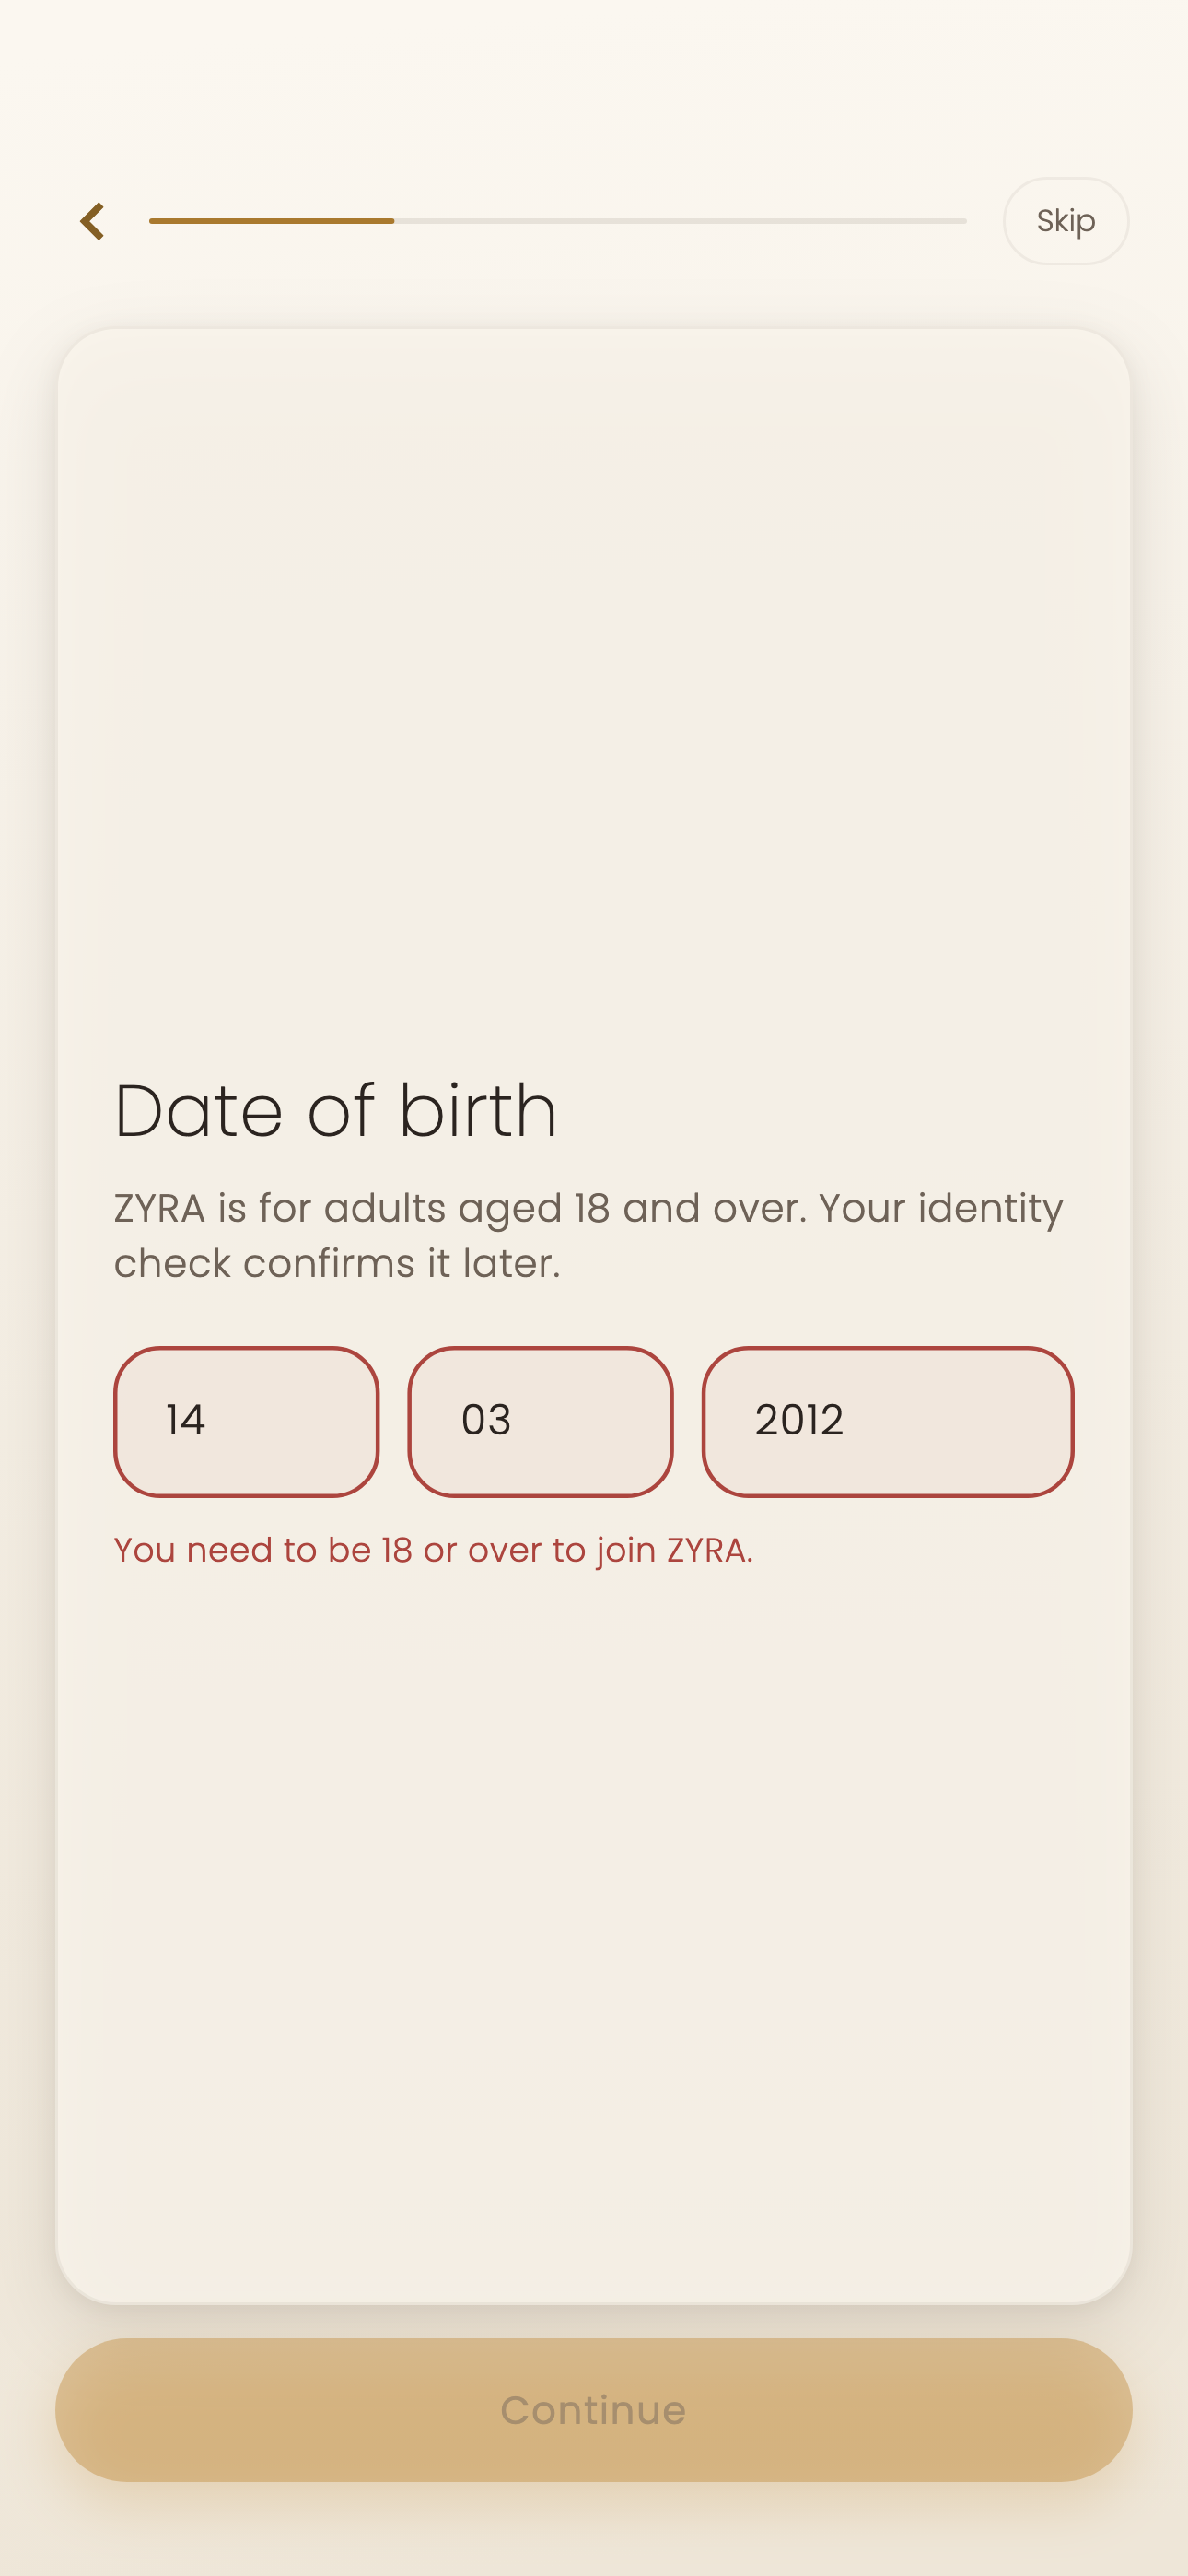 Skip
Date of birth
ZYRA is for adults aged 18 and over. Your identity
check confirms it later.
14
03
2012
You need to be 18 or over to join ZYRA.
Continue